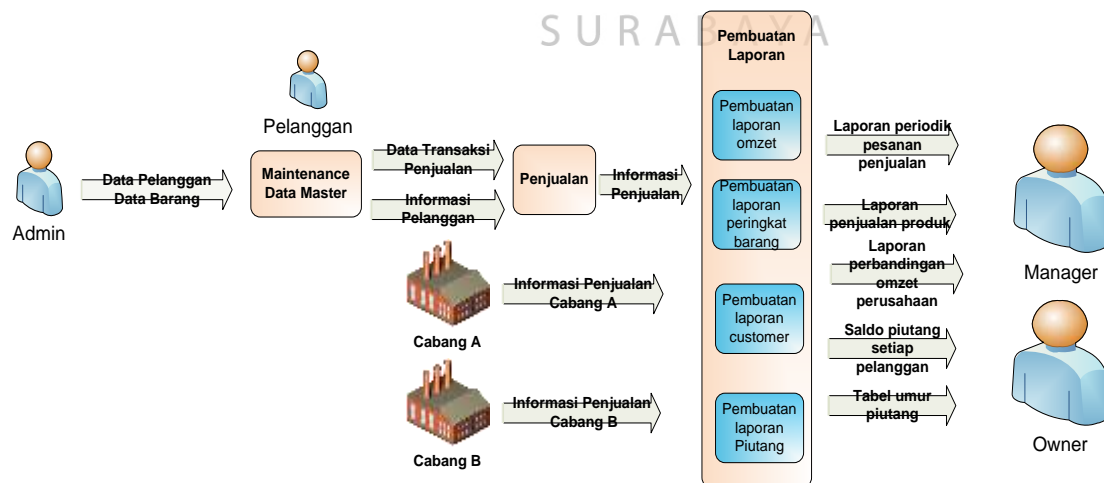 SURABAYA
Pembuatan
Laporan
Admin
Data Pelanggan
Data Barang
Pelanggan
Maintenance
Data Master
Data Transaksi
Penjualan
Informasi
Pelanggan
Penjualan
Informasi
Penjualan
Cabang A
Informasi Penjualan
Cabang A
Cabang B
Informasi Penjualan
Cabang B
Pembuatan
laporan
omzet
Pembuatan
laporan
peringkat
barang
Pembuatan
laporan
customer
Pembuatan
laporan
Piutang
Laporan periodik
pesanan
penjualan
Laporan
penjualan produk
Laporan
perbandingan
omzet
perusahaan
Saldo piutang
setiap
pelanggan
Tabel umur
piutang
Manager
Owner